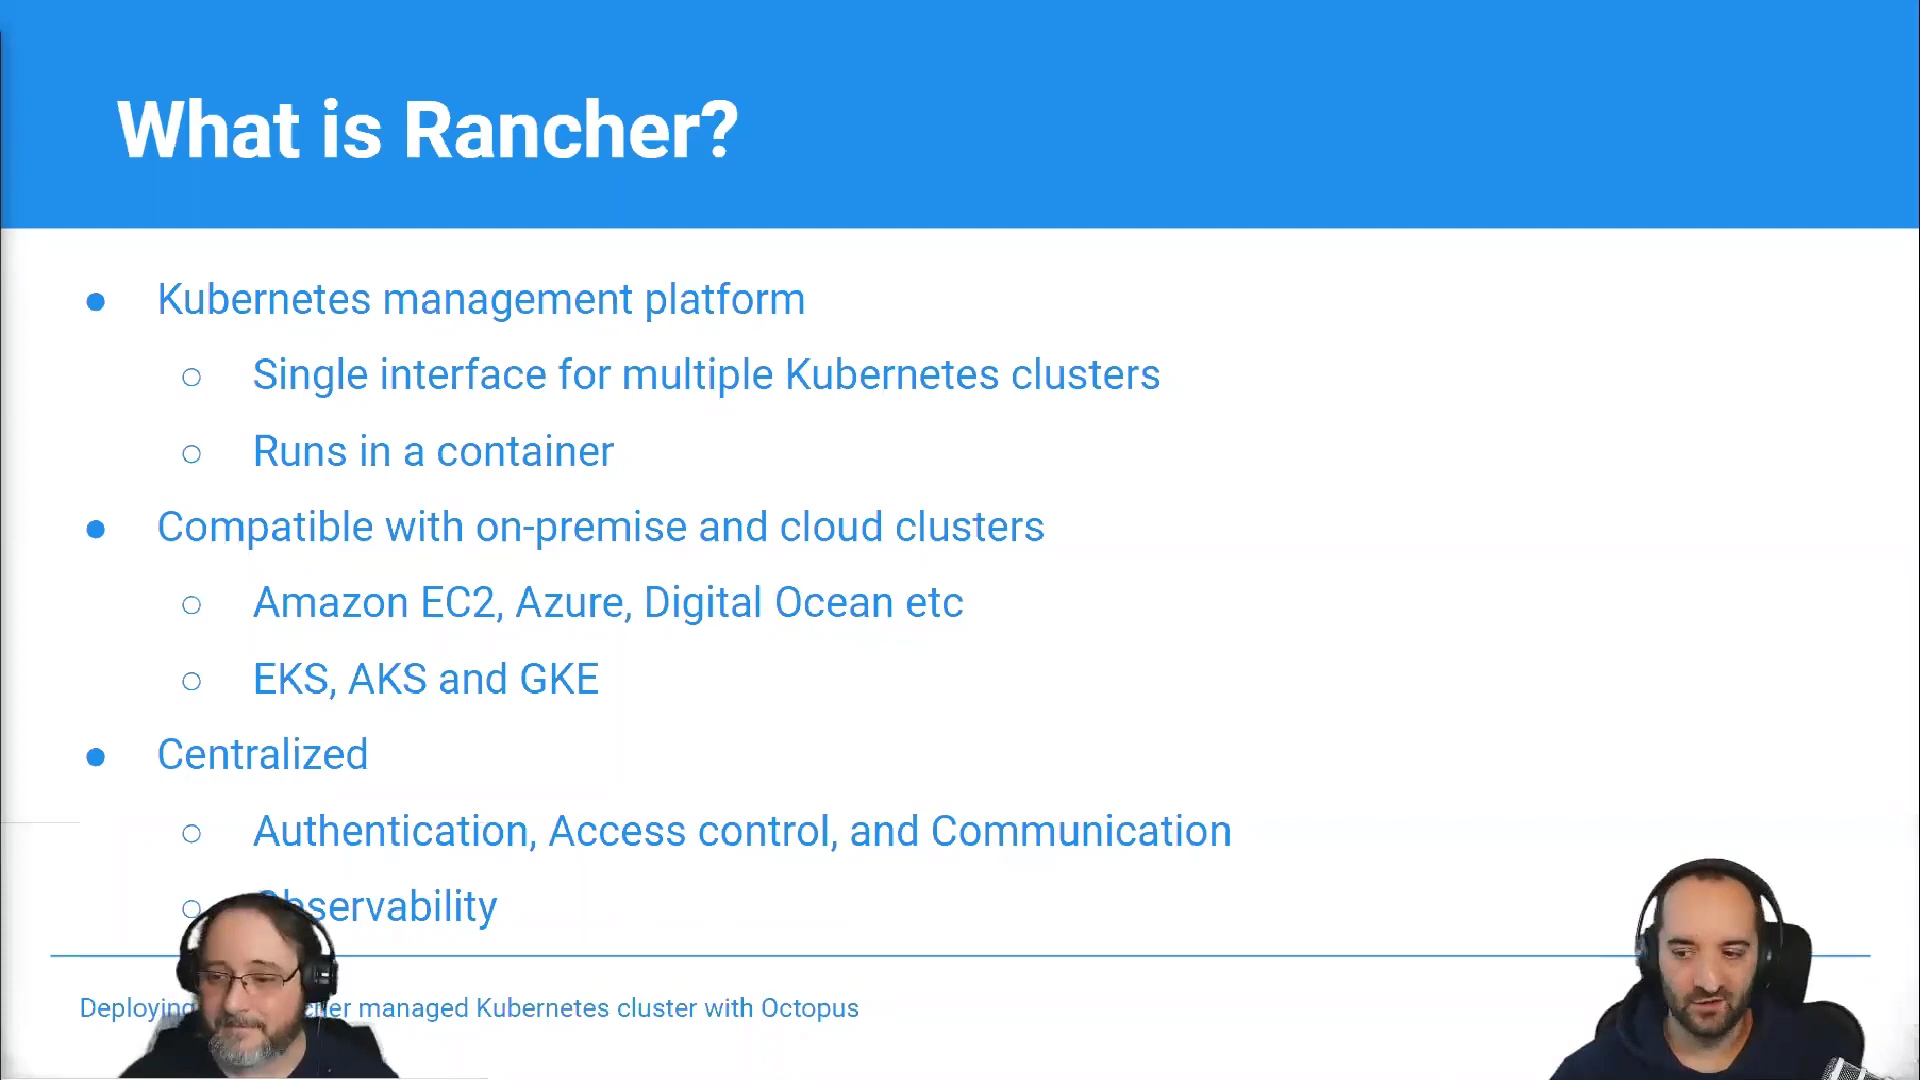 What is Rancher?
● Kubernetes management platform
○ Single interface for multiple Kubernetes clusters
○ Runs in a container
● Compatible with on-premise and cloud clusters
○ Amazon EC2, Azure, Digital Ocean etc
○ EKS, AKS and GKE
● Centralized
○ Authentication, Access control, and Communication
○ Observability
Deploying managed Kubernetes cluster with Octopus